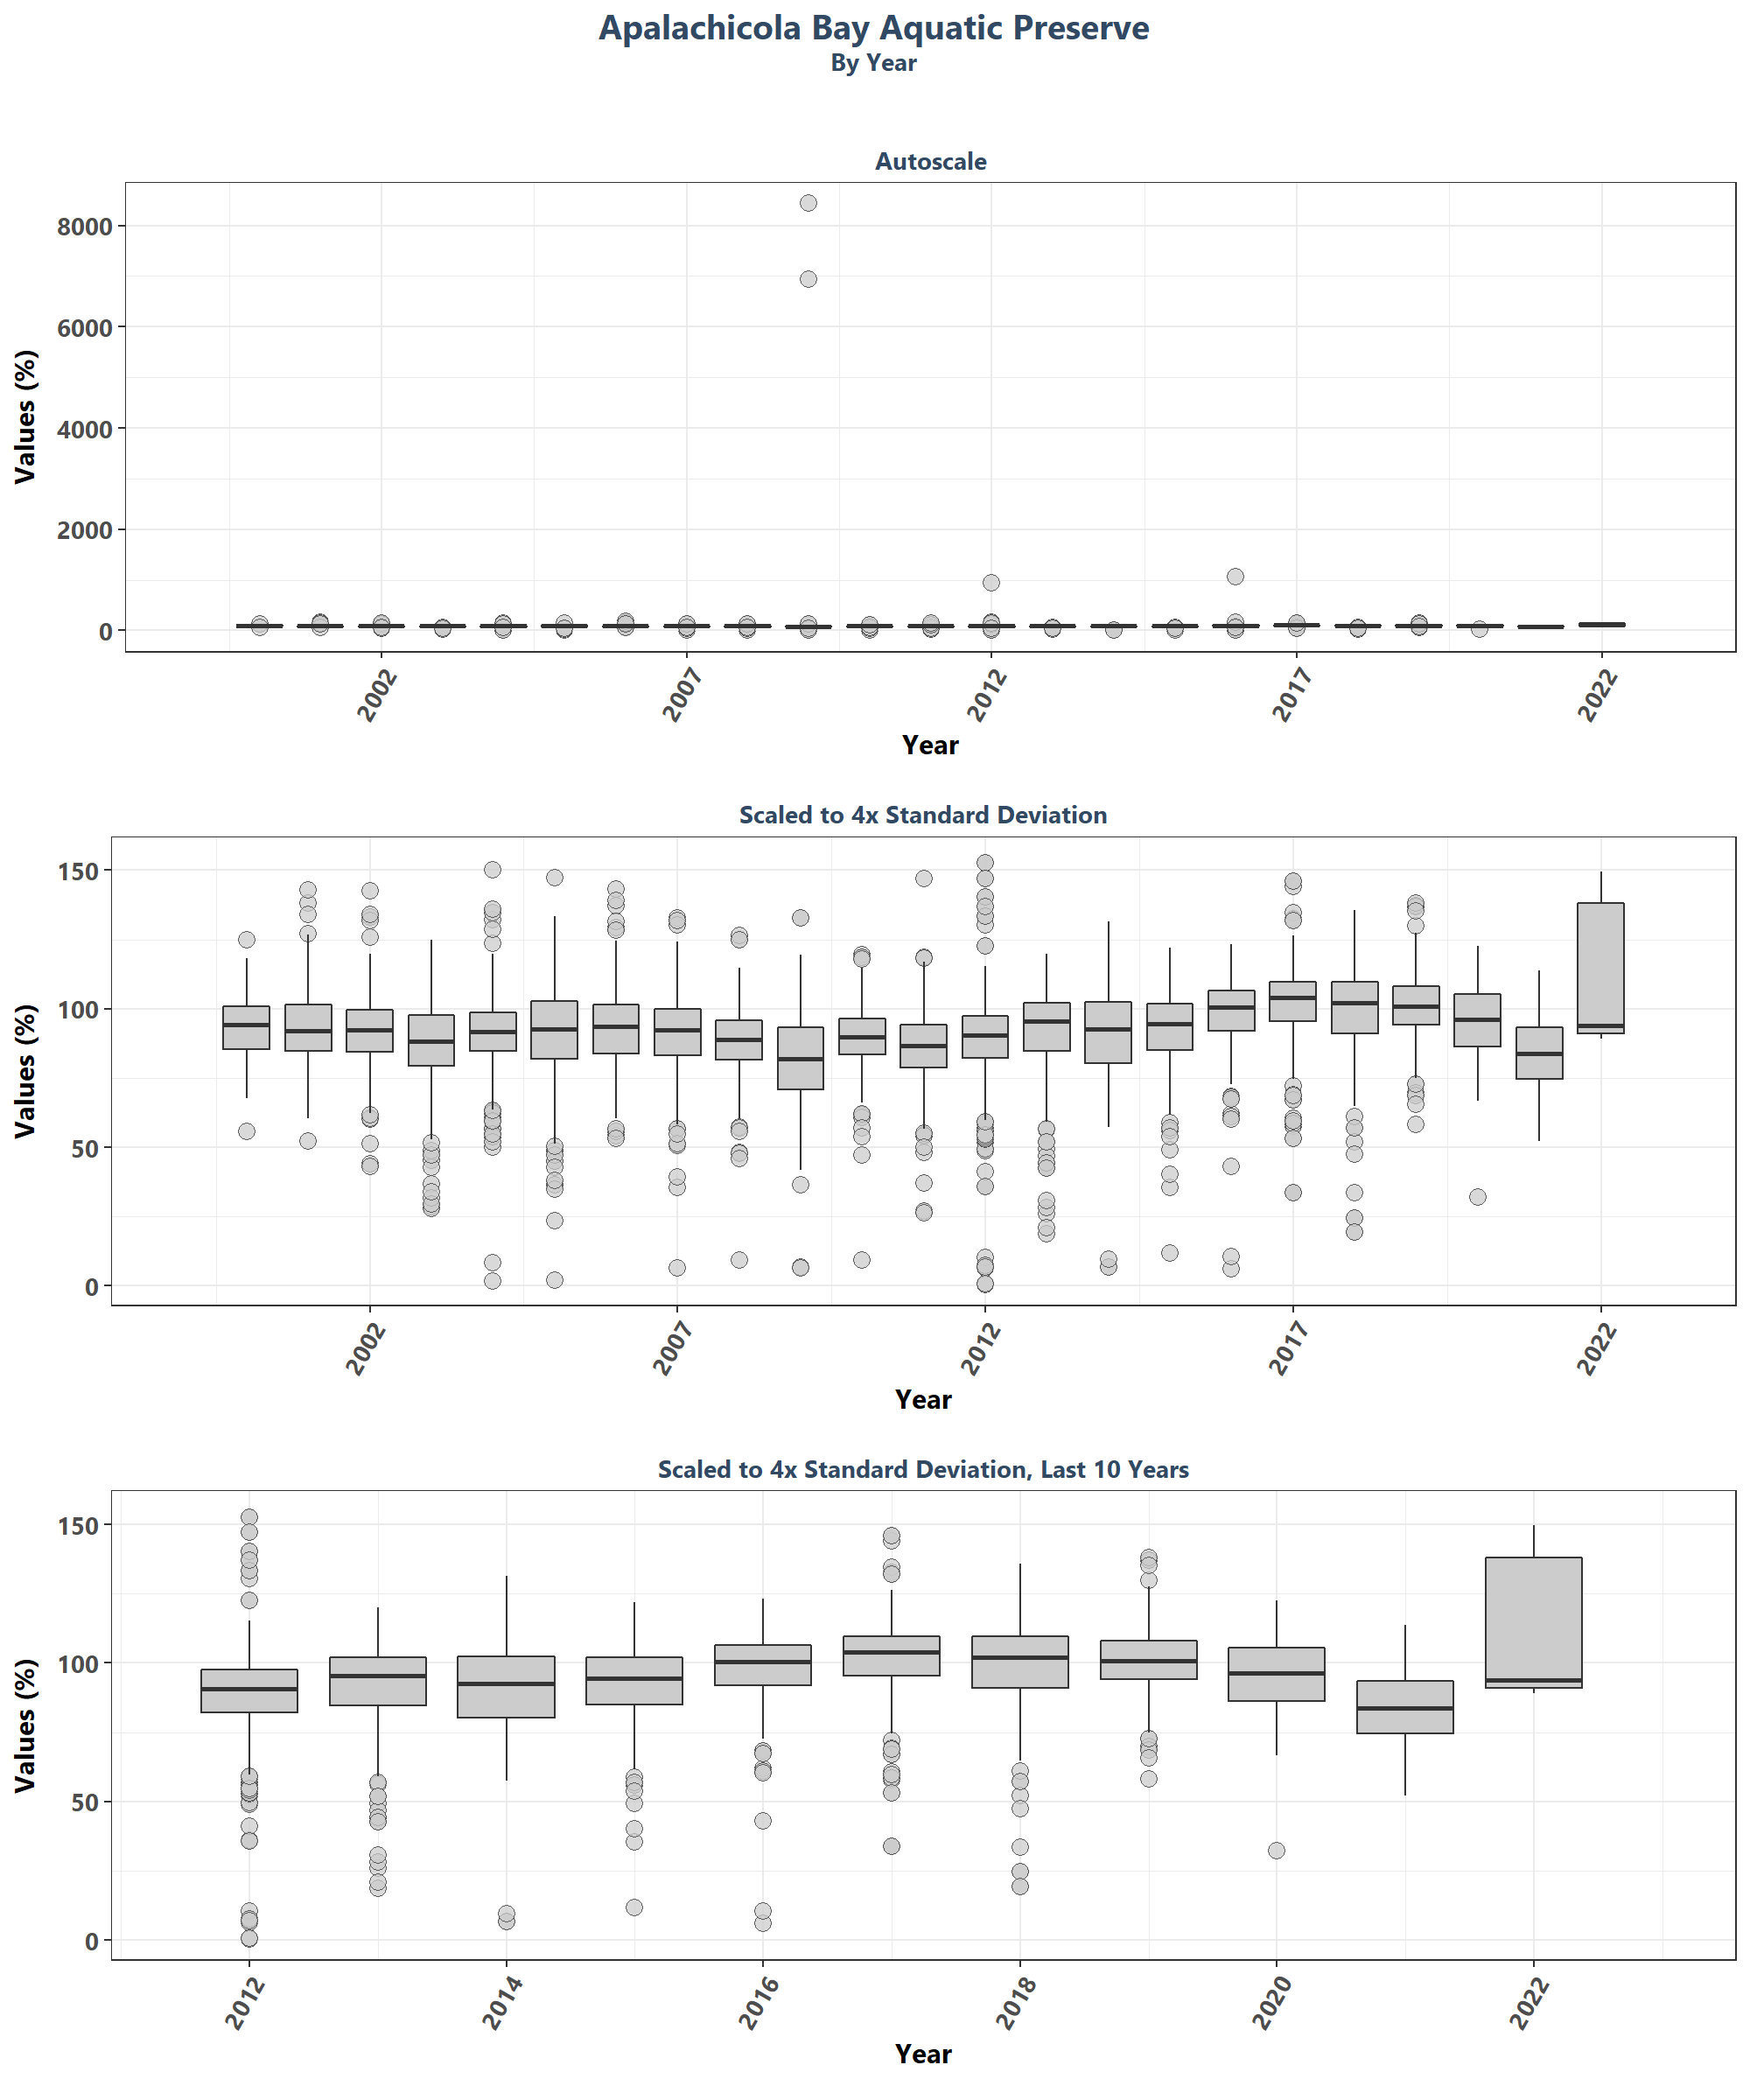 Apalachicola Bay Aquatic Preserve
By Year
Autoscale
Values (%)
8000
6000
4000
2000
0
2002
2007
2012
2017
2022
Year
Scaled to 4x Standard Deviation
Values (%)
150
100
50
0
2002
2007
2012
2017
2022
Year
Scaled to 4x Standard Deviation, Last 10 Years
Values (%)
150
100
50
0
2012
2014
2016
2018
2020
2022
Year